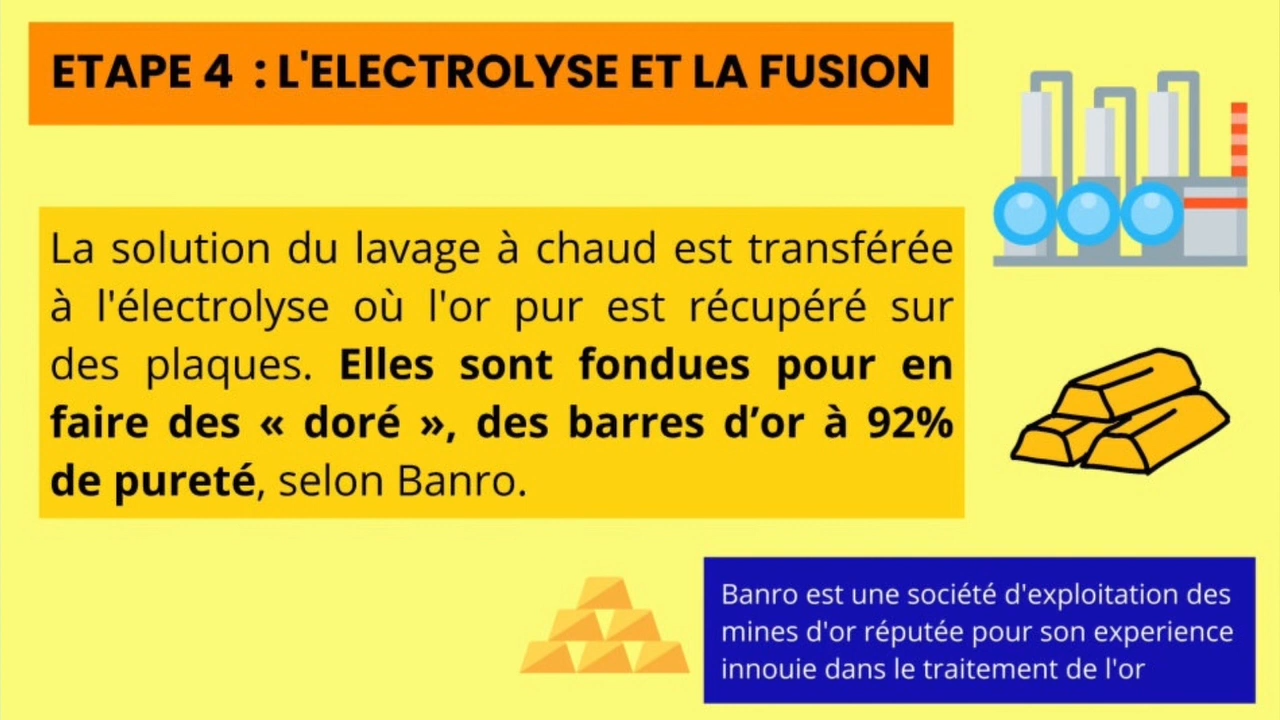 ETAPE 4 : L'ELECTROLYSE ET LA FUSION
La solution du lavage à chaud est transférée
à l'électrolyse où l'or pur est récupéré sur
des plaques. Elles sont fondues pour en
faire des « doré », des barres d’or à 92%
de pureté, selon Banro.
Banro est une société d'exploitation des
mines d'or réputée pour son experience
innouie dans le traitement de l'or